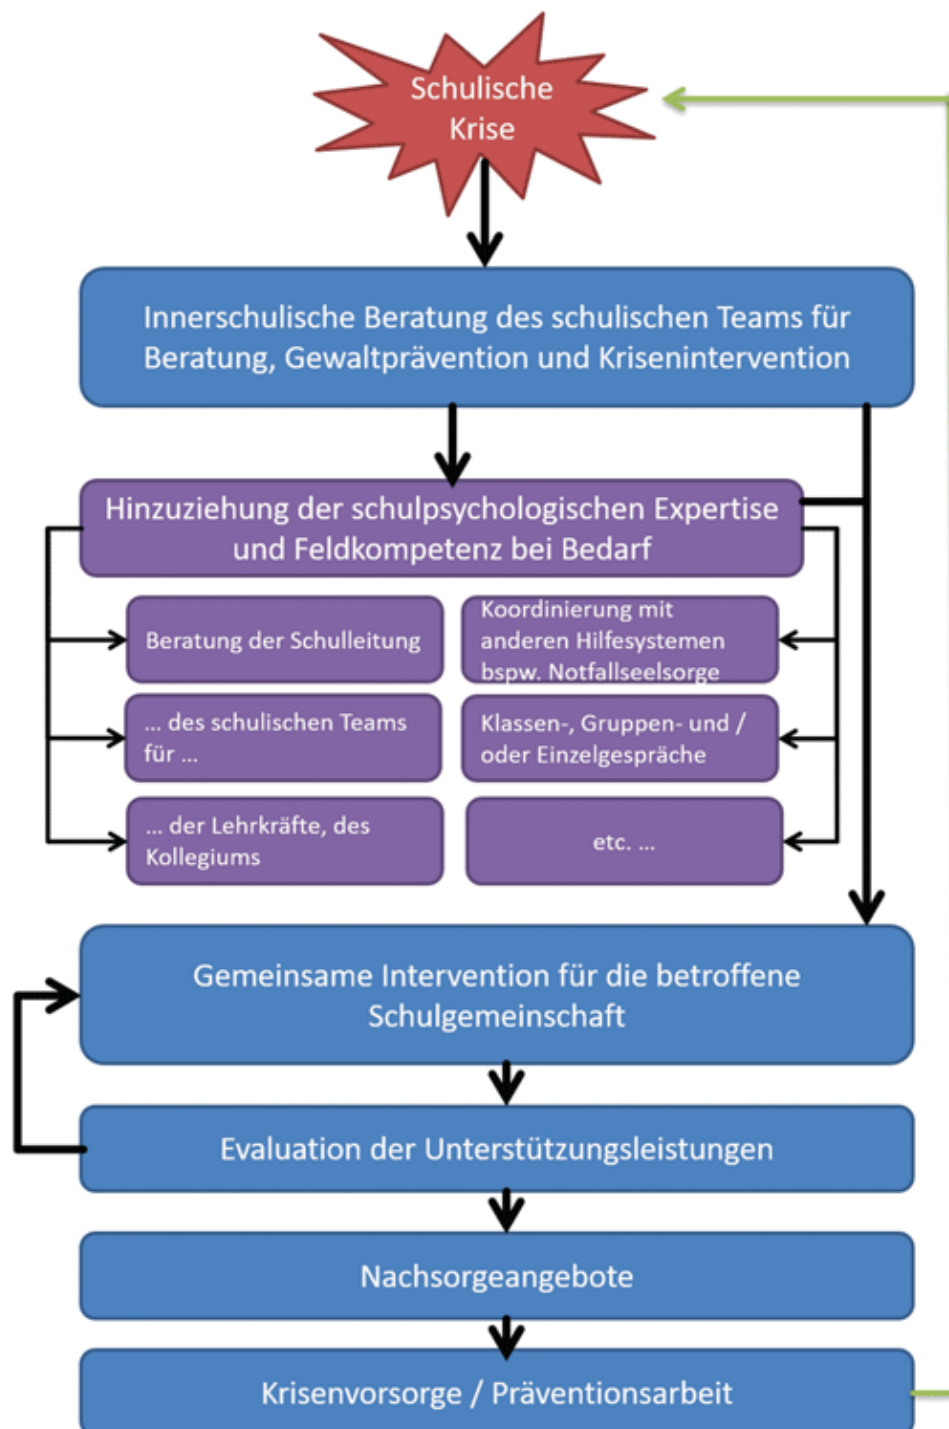 Schulische
Krise
Innerschulische Beratung des schulischen Teams für
Beratung, Gewaltprävention und Krisenintervention
Hinzuziehung der schulpsychologischen Expertise
und Feldkompetenz bei Bedarf
Beratung der Schulleitung
... des schulischen Teams
für ...
... der Lehrkräfte, des
Kollegiums
Koordinierung mit
anderen Hilfesystemen
bspw. Notfallseelsorge
Klassen-, Gruppen- und /
oder Einzelgespräche
etc. ...
Gemeinsame Intervention für die betroffene
Schulgemeinschaft
Evaluation der Unterstützungsleistungen
Nachsorgeangebote
Krisenvorsorge / Präventionsarbeit